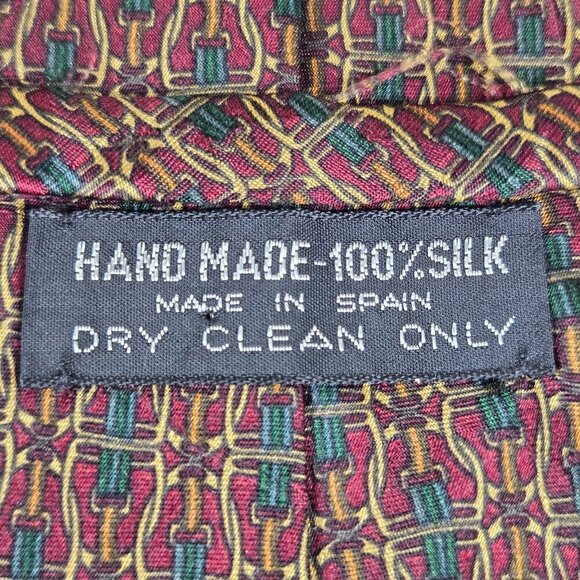 HAND MADE-100%SILK
MADE IN SPAIN
DRY CLEAN ONLY